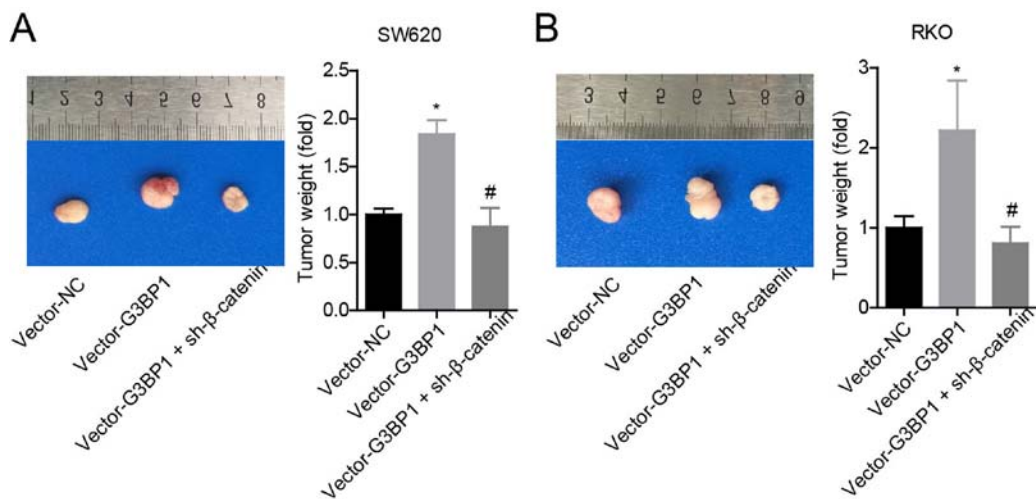 A
SW620
1 2 3 4 5 6 7 8
Tumor weight (fold)
2.5
2.0
1.5
1.0
0.5
0.0
*
#
Vector-NC
Vector-G3BP1
Vector-G3BP1 + sh-β-catenin
Vector-NC
Vector-G3BP1
Vector-G3BP1 + sh-β-catenin
B
RKO
3 4 5 6 7 8 9
Tumor weight (fold)
3
2
1
0
*
#
Vector-NC
Vector-G3BP1
Vector-G3BP1 + sh-β-catenin
Vector-NC
Vector-G3BP1
Vector-G3BP1 + sh-β-catenin